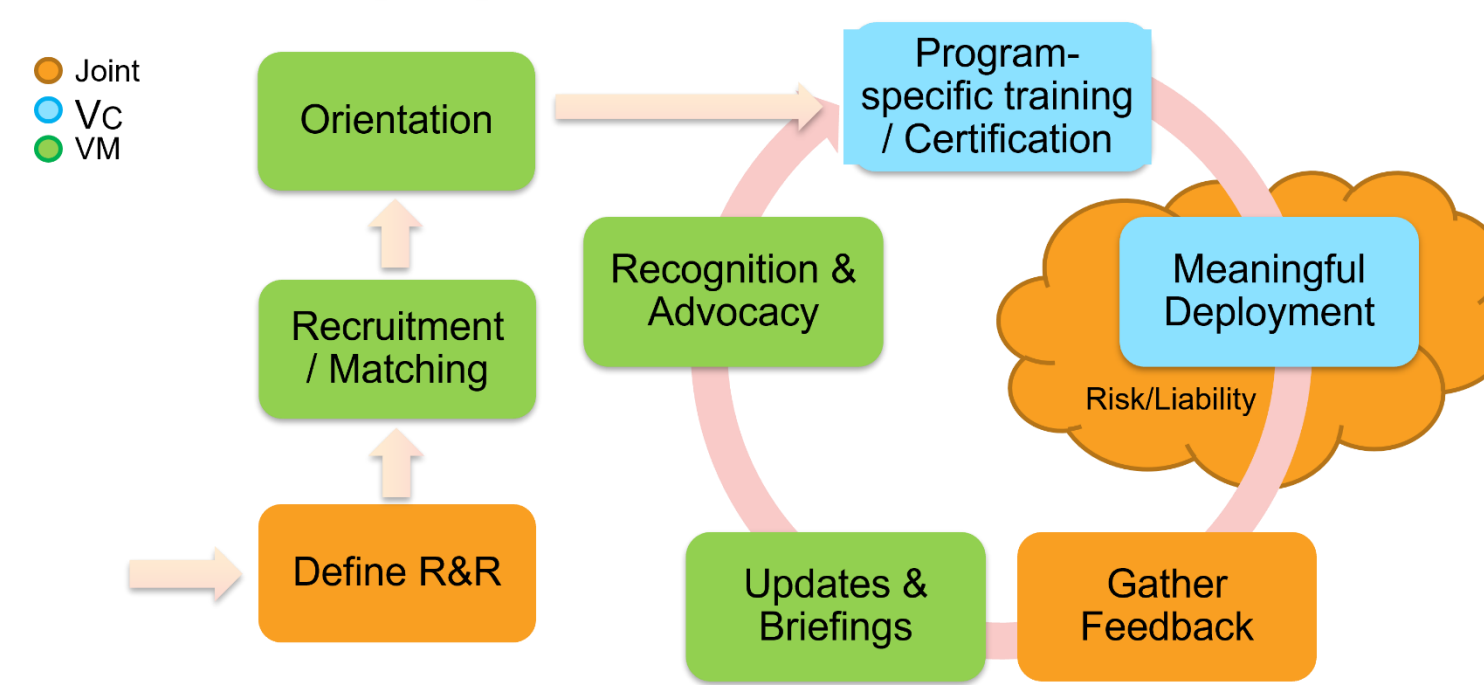 Joint
Vc
VM
Orientation
Recruitment
/ Matching
Define R&R
Program-
specific training
/ Certification
Meaningful
Deployment
Risk/Liability
Gather
Feedback
Updates &
Briefings
Recognition &
Advocacy